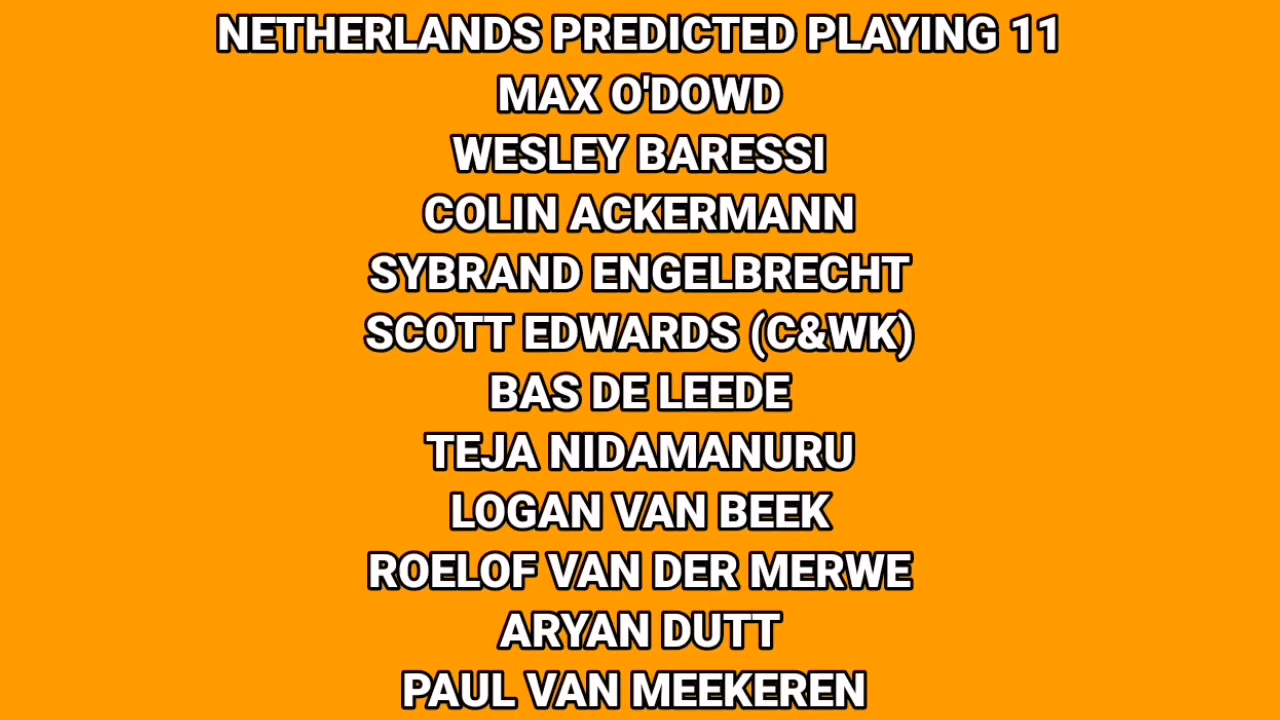 NETHERLANDS PREDICTED PLAYING 11
MAX O'DOWD
WESLEY BARESSI
COLIN ACKERMANN
SYBRAND ENGELBRECHT
SCOTT EDWARDS (C&WK)
BAS DE LEEDE
TEJA NIDAMANURU
LOGAN VAN BEEK
ROELOF VAN DER MERWE
ARYAN DUTT
PAUL VAN MEEKEREN